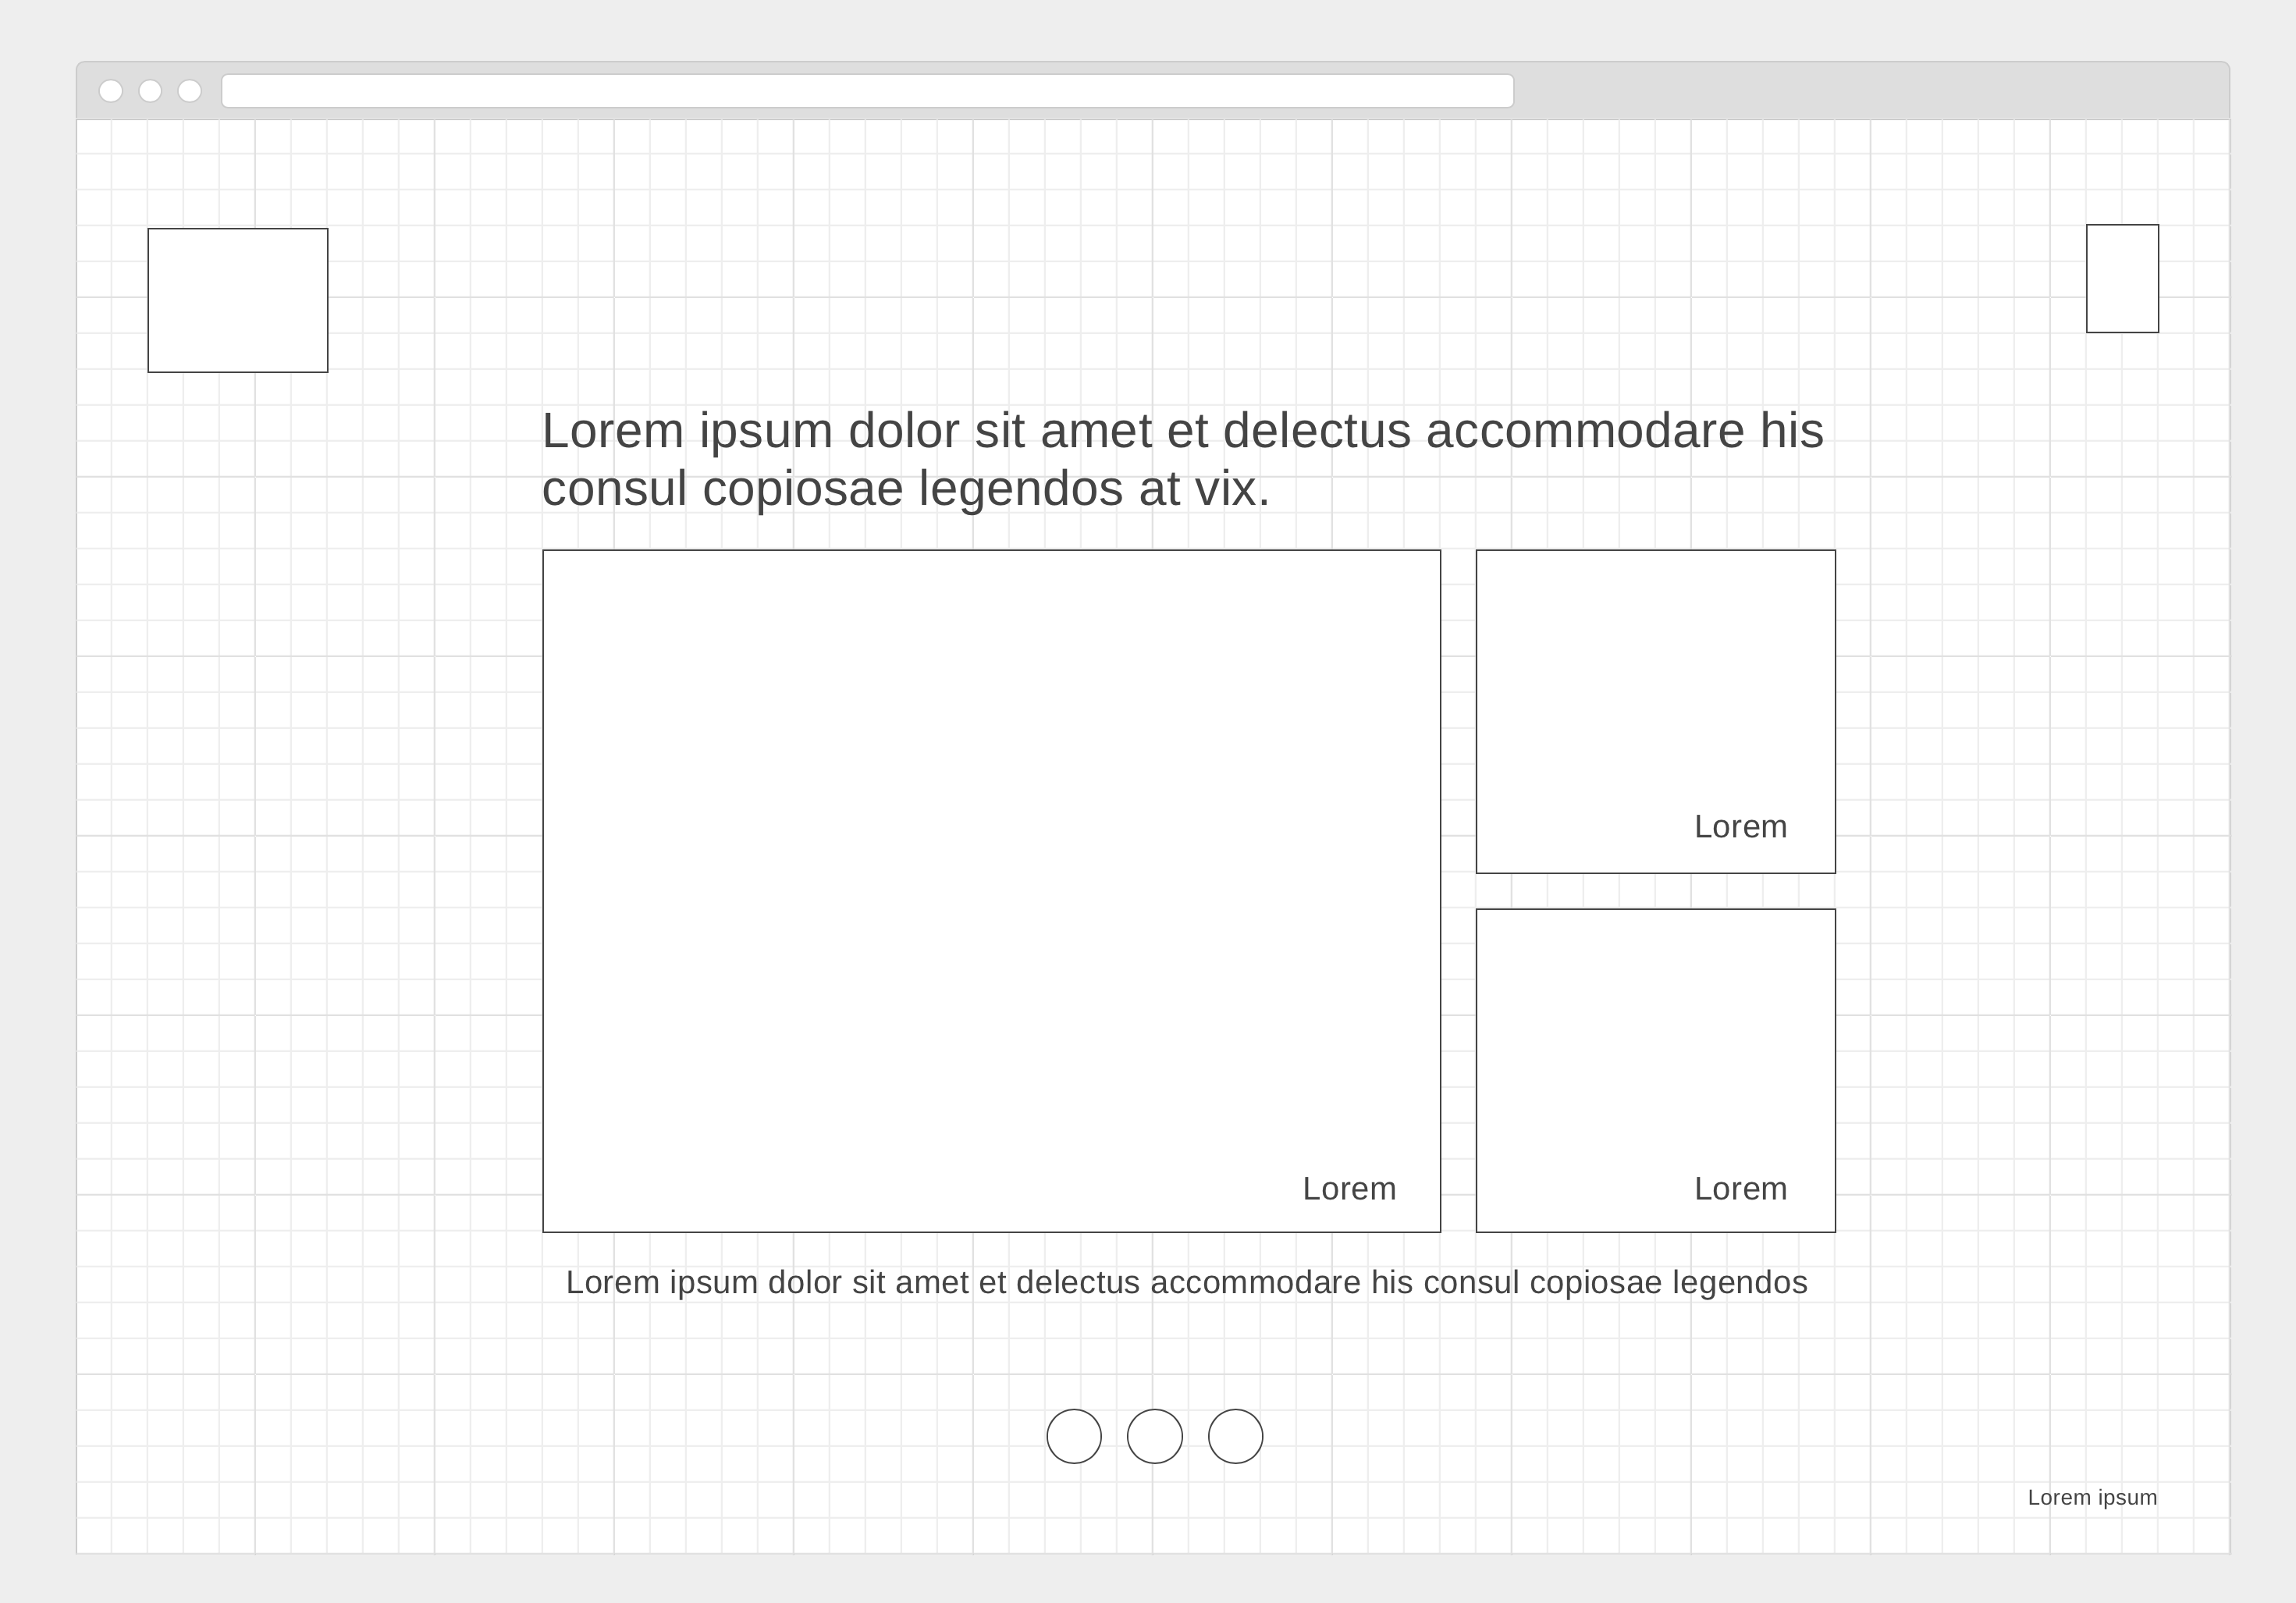 Lorem ipsum dolor sit amet et delectus accommodare his
consul copiosae legendos at vix.
Lorem
Lorem
Lorem
Lorem ipsum dolor sit amet et delectus accommodare his consul copiosae legendos
Lorem ipsum